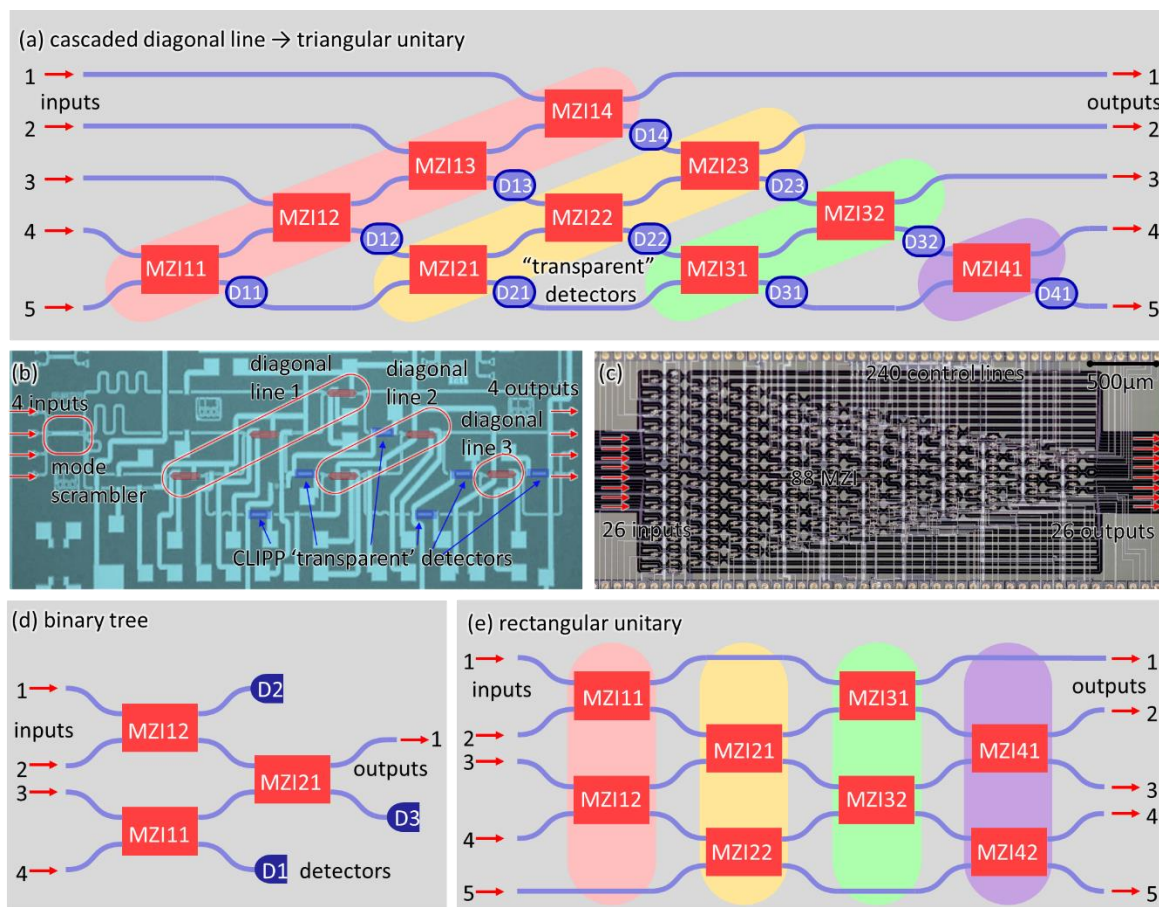 (a) cascaded diagonal line → triangular unitary
1
inputs
2
3
4
5
MZI14
MZI13
MZI12
MZI11
MZI23
MZI22
MZI21
MZI32
MZI31
MZI41
D14
D13
D12
D11
D23
D22
D21
D32
D31
D41
"transparent"
detectors
1
outputs
2
3
4
5
(b)
4 inputs
mode
scrambler
diagonal
line 1
diagonal
line 2
4 outputs
diagonal
line 3
CLIPP 'transparent' detectors
(c)
240 control lines
500μm
88 MZI
26 inputs
26 outputs
(d) binary tree
1
inputs
2
3
4
MZI12
MZI11
MZI21
D2
D3
D1
1
outputs
detectors
(e) rectangular unitary
1
inputs
2
3
4
5
MZI11
MZI12
MZI21
MZI22
MZI31
MZI32
MZI41
MZI42
1
outputs
2
3
4
5